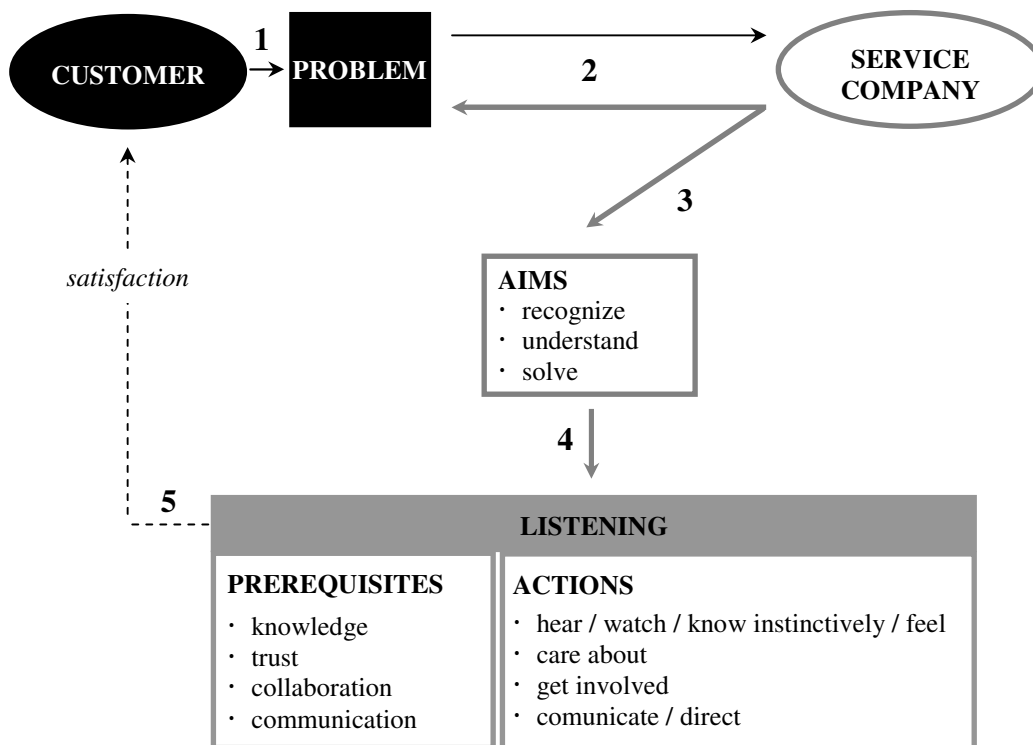 1
CUSTOMER
PROBLEM
2
SERVICE
COMPANY
3
satisfaction
AIMS
· recognize
· understand
· solve
4
5
LISTENING
PREREQUISITES
· knowledge
· trust
· collaboration
· communication
ACTIONS
· hear / watch / know instinctively / feel
· care about
· get involved
· comunicate / direct